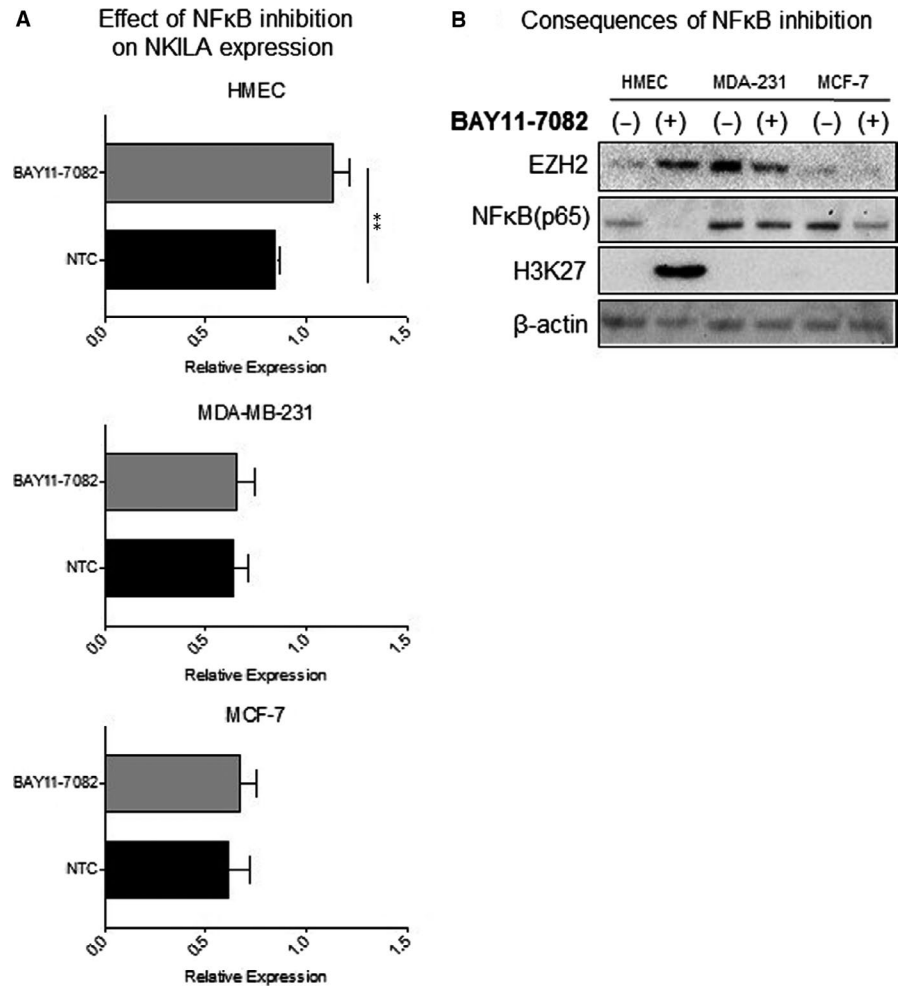 A
Effect of NFκB inhibition
on NKILA expression
HMEC
BAY11-7082
NTC
**
0.0 0.5 1.0 1.5
Relative Expression
MDA-MB-231
BAY11-7082
NTC
0.0 0.5 1.0 1.5
Relative Expression
MCF-7
BAY11-7082
NTC
0.0 0.5 1.0 1.5
Relative Expression
B
Consequences of NFκB inhibition
HMEC MDA-231 MCF-7
BAY11-7082 (−) (+) (−) (+) (−) (+)
EZH2
NFκB(p65)
H3K27
β-actin